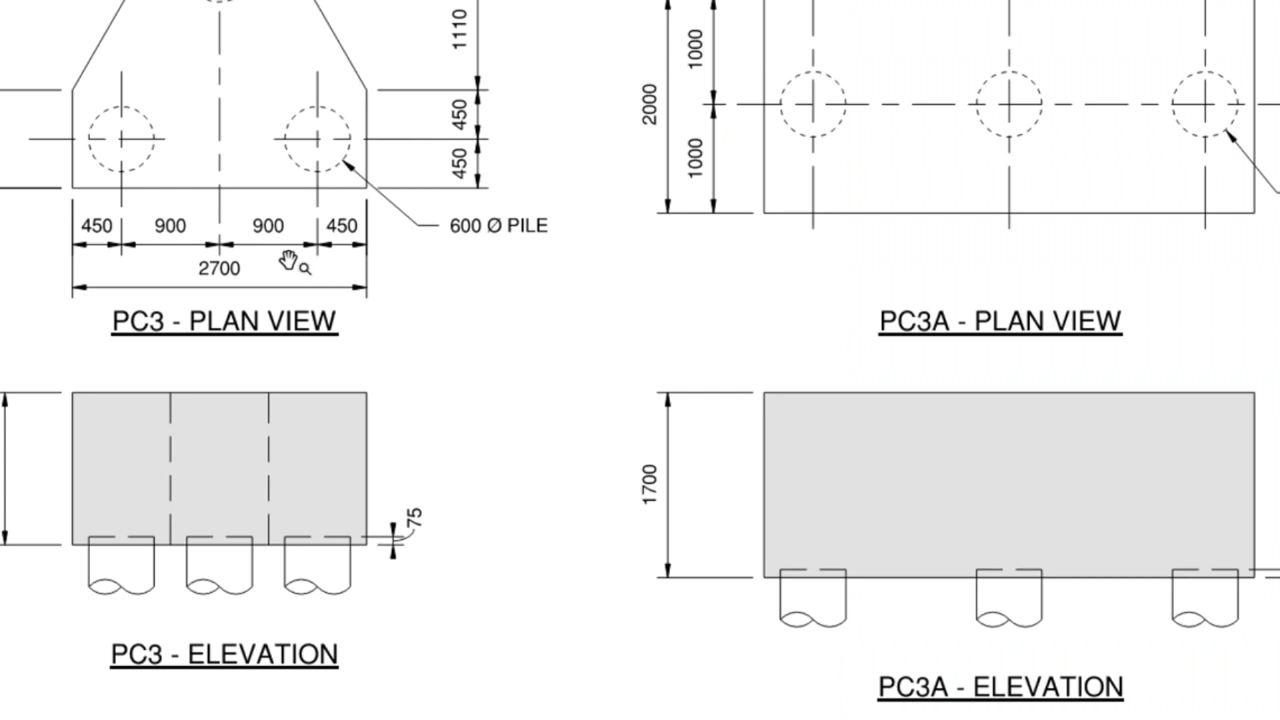 1110
450
450
450 900 900 450
2700
600 Ø PILE
PC3 - PLAN VIEW
2000
1000
1000
PC3A - PLAN VIEW
75
PC3 - ELEVATION
1700
PC3A - ELEVATION